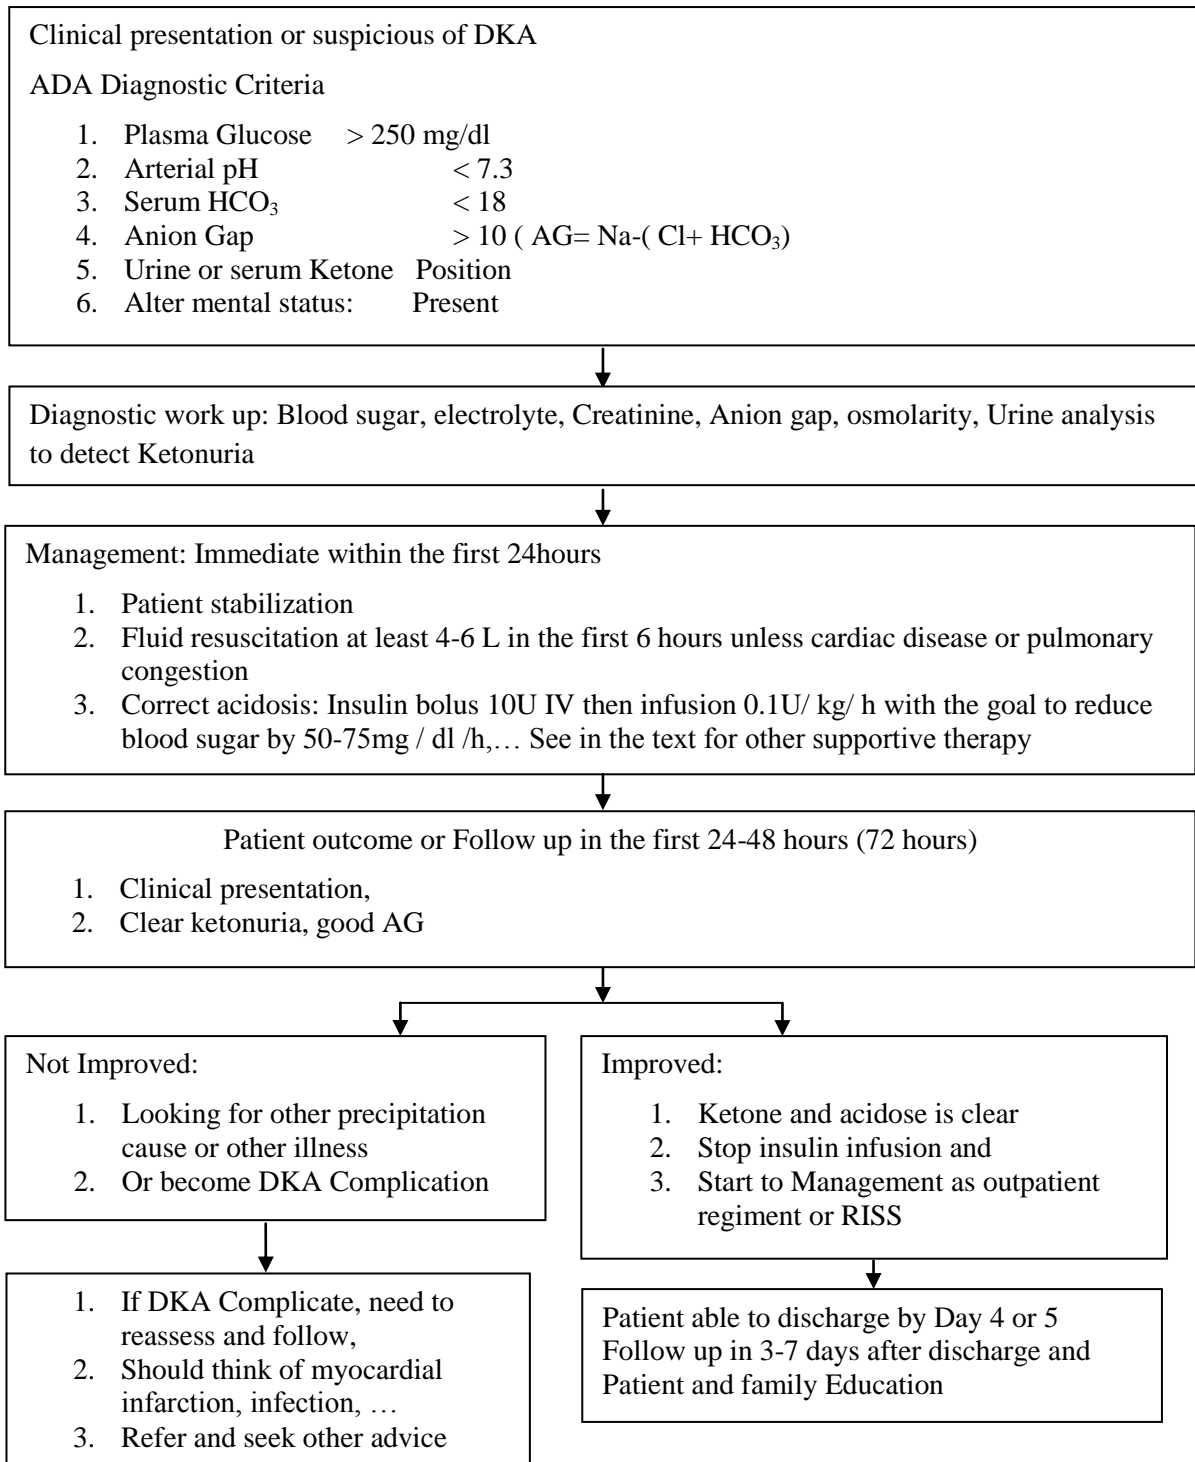 Clinical presentation or suspicious of DKA
ADA Diagnostic Criteria
1. Plasma Glucose > 250 mg/dl
2. Arterial pH < 7.3
3. Serum HCO₃ < 18
4. Anion Gap > 10 ( AG= Na-( Cl+ HCO₃)
5. Urine or serum Ketone Position
6. Alter mental status: Present
Diagnostic work up: Blood sugar, electrolyte, Creatinine, Anion gap, osmolarity, Urine analysis
to detect Ketonuria
Management: Immediate within the first 24hours
1. Patient stabilization
2. Fluid resuscitation at least 4-6 L in the first 6 hours unless cardiac disease or pulmonary
congestion
3. Correct acidosis: Insulin bolus 10U IV then infusion 0.1U/ kg/ h with the goal to reduce
blood sugar by 50-75mg / dl /h,… See in the text for other supportive therapy
Patient outcome or Follow up in the first 24-48 hours (72 hours)
1. Clinical presentation,
2. Clear ketonuria, good AG
Not Improved:
1. Looking for other precipitation
cause or other illness
2. Or become DKA Complication
Improved:
1. Ketone and acidose is clear
2. Stop insulin infusion and
3. Start to Management as outpatient
regiment or RISS
1. If DKA Complicate, need to
reassess and follow,
2. Should think of myocardial
infarction, infection, …
3. Refer and seek other advice
Patient able to discharge by Day 4 or 5
Follow up in 3-7 days after discharge and
Patient and family Education